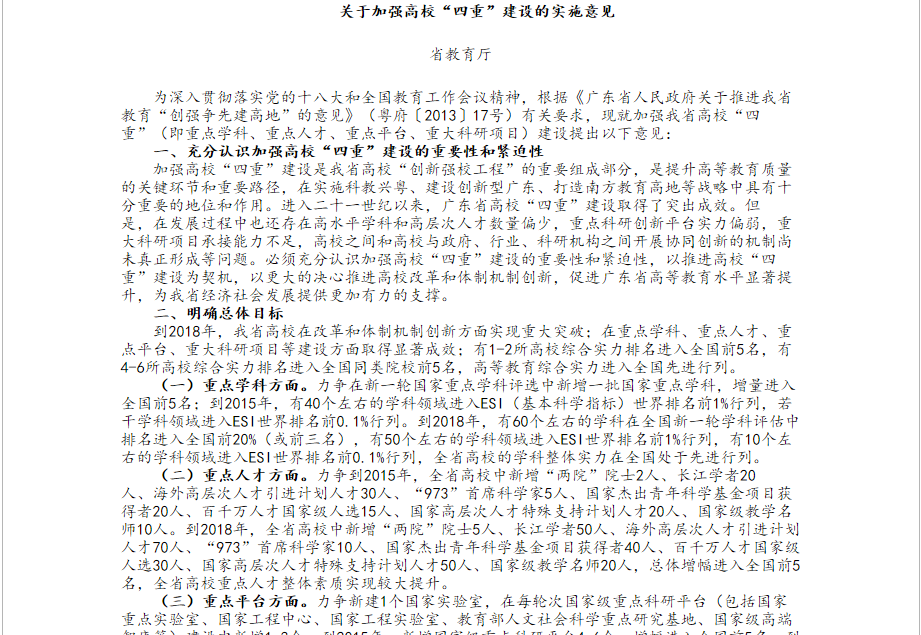 关于加强高校“四重”建设的实施意见
省教育厅
为深入贯彻落实党的十八大和全国教育工作会议精神，根据《广东省人民政府关于推进我省
教育“创强争先建高地”的意见》（粤府〔2013〕17号）有关要求，现就加强我省高校“四
重”（即重点学科、重点人才、重点平台、重大科研项目）建设提出以下意见：
一、充分认识加强高校“四重”建设的重要性和紧迫性
加强高校“四重”建设是我省高校“创新强校工程”的重要组成部分，是提升高等教育质量
的关键环节和重要路径，在实施科教兴粤、建设创新型广东、打造南方教育高地等战略中具有十
分重要的地位和作用。进入二十一世纪以来，广东省高校“四重”建设取得了突出成效。但
是，在发展过程中也还存在高水平学科和高层次人才数量偏少，重点科研创新平台实力偏弱，重
大科研项目承接能力不足，高校之间和高校与政府、行业、科研机构之间开展协同创新的机制尚
未真正形成等问题。必须充分认识加强高校“四重”建设的重要性和紧迫性，以推进高校“四
重”建设为契机，以更大的决心推进高校改革和体制机制创新，促进广东省高等教育水平显著提
升，为我省经济社会发展提供更加有力的支撑。
二、明确总体目标
到2018年，我省高校在改革和体制机制创新方面实现重大突破；在重点学科、重点人才、重
点平台、重大科研项目等建设方面取得显著成效；有1-2所高校综合实力排名进入全国前5名，有
4-6所高校综合实力排名进入全国同类院校前5名，高等教育综合实力进入全国先进行列。
（一）重点学科方面。力争在新一轮国家重点学科评选中新增一批国家重点学科，增量进入
全国前5名；到2015年，有40个左右的学科领域进入ESI（基本科学指标）世界排名前1%行列，若
干学科领域进入ESI世界排名前0.1%行列。到2018年，有60个左右的学科在全国新一轮学科评估中
排名进入全国前20%（或前三名），有50个左右的学科领域进入ESI世界排名前1%行列，有10个左
右的学科领域进入ESI世界排名前0.1%行列，全省高校的学科整体实力在全国处于先进行列。
（二）重点人才方面。力争到2015年，全省高校中新增“两院”院士2人、长江学者20
人、海外高层次人才引进计划人才30人、“973”首席科学家5人、国家杰出青年科学基金项目获
得者20人、百千万人才国家级人选15人、国家高层次人才特殊支持计划人才20人、国家级教学名
师10人。到2018年，全省高校中新增“两院”院士5人、长江学者50人、海外高层次人才引进计划
人才70人、“973”首席科学家10人、国家杰出青年科学基金项目获得者40人、百千万人才国家级
人选30人、国家高层次人才特殊支持计划人才50人、国家级教学名师20人，总体增幅进入全国前5
名，全省高校重点人才整体素质实现较大提升。
（三）重点平台方面。力争新建1个国家实验室，在每轮次国家级重点科研平台（包括国家
重点实验室、国家工程中心、国家工程实验室、教育部人文社会科学重点研究基地、国家级高端